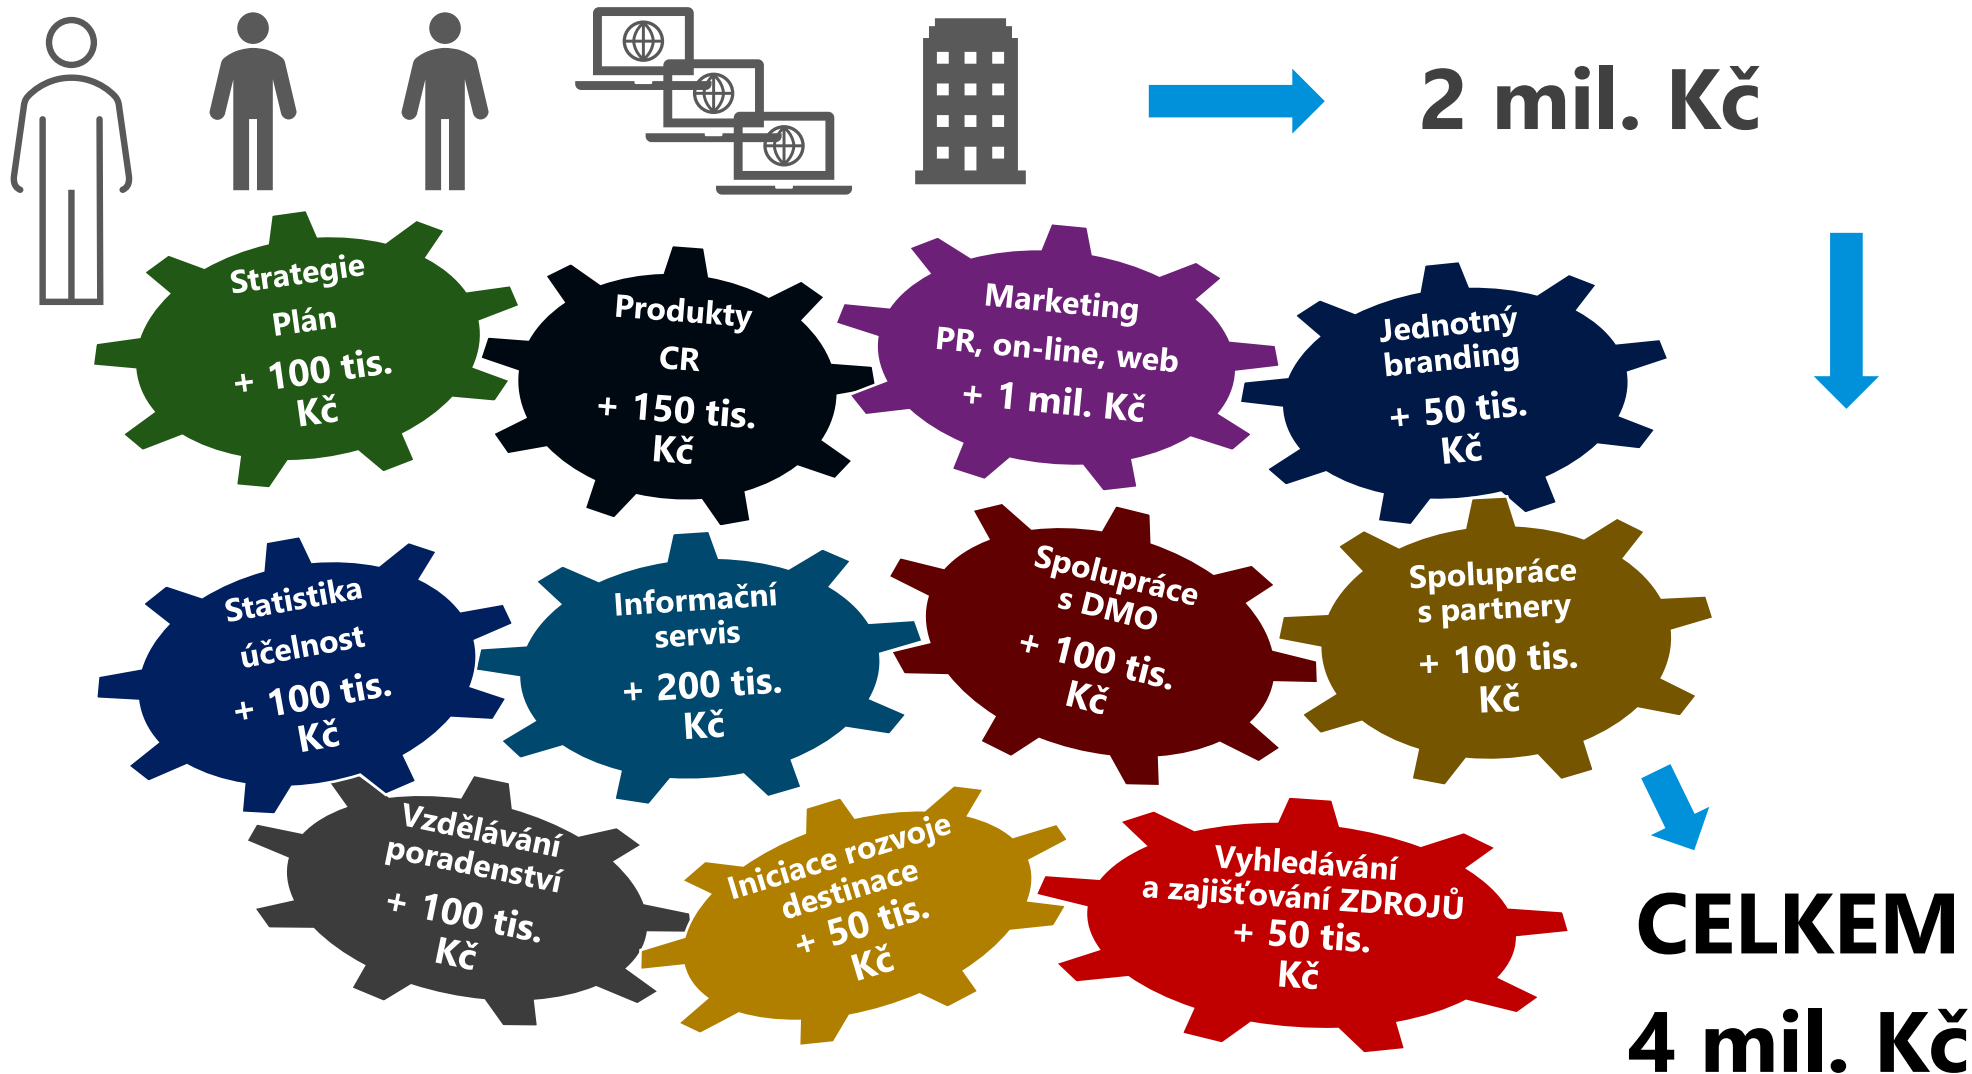 2 mil. Kč
Strategie
Plán
+ 100 tis.
Kč
Produkty
CR
+ 150 tis.
Kč
Marketing
PR, on-line, web
+ 1 mil. Kč
Jednotný
branding
+ 50 tis.
Kč
Statistika
účelnost
+ 100 tis.
Kč
Informační
servis
+ 200 tis.
Kč
Spolupráce
s DMO
+ 100 tis.
Kč
Spolupráce
s partnery
+ 100 tis.
Kč
Vzdělávání
poradenství
+ 100 tis.
Kč
Iniciace rozvoje
destinace
+ 50 tis.
Kč
Vyhledávání
a zajišťování ZDROJŮ
+ 50 tis.
Kč
CELKEM
4 mil. Kč